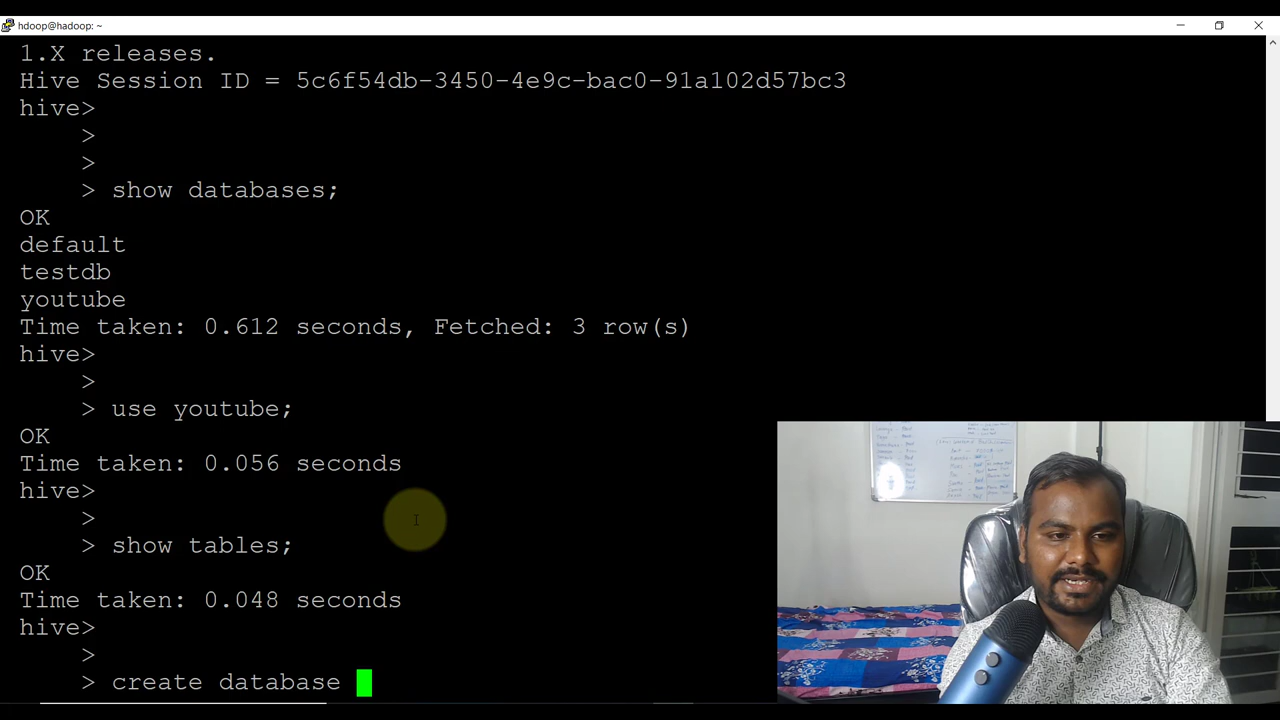 hdoop@hadoop: ~
1.X releases.
Hive Session ID = 5c6f54db-3450-4e9c-bac0-91a102d57bc3
hive>
>
>
> show databases;
OK
default
testdb
youtube
Time taken: 0.612 seconds, Fetched: 3 row(s)
hive>
>
> use youtube;
OK
Time taken: 0.056 seconds
hive>
>
> show tables;
OK
Time taken: 0.048 seconds
hive>
>
> create database